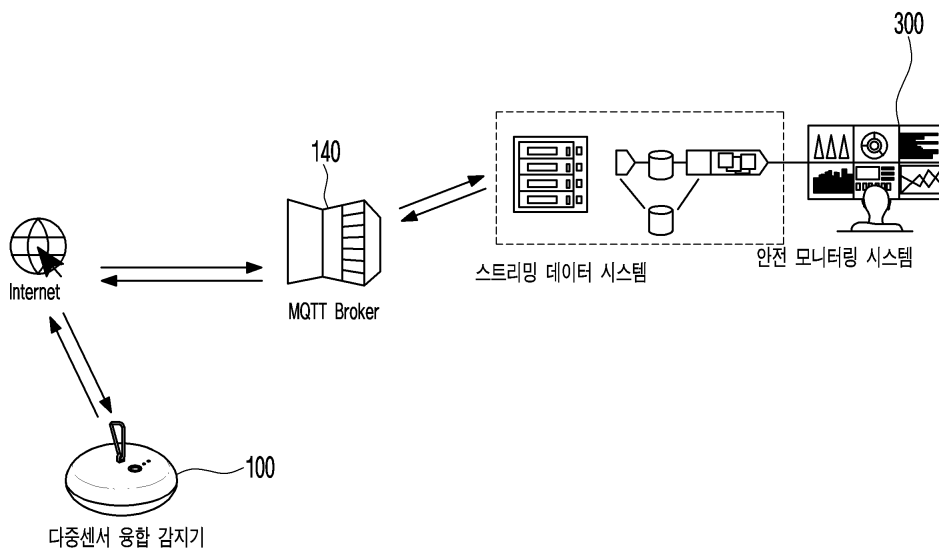 300
140
Internet
MQTT Broker
스트리밍 데이터 시스템
안전 모니터링 시스템
100
다중센서 융합 감지기